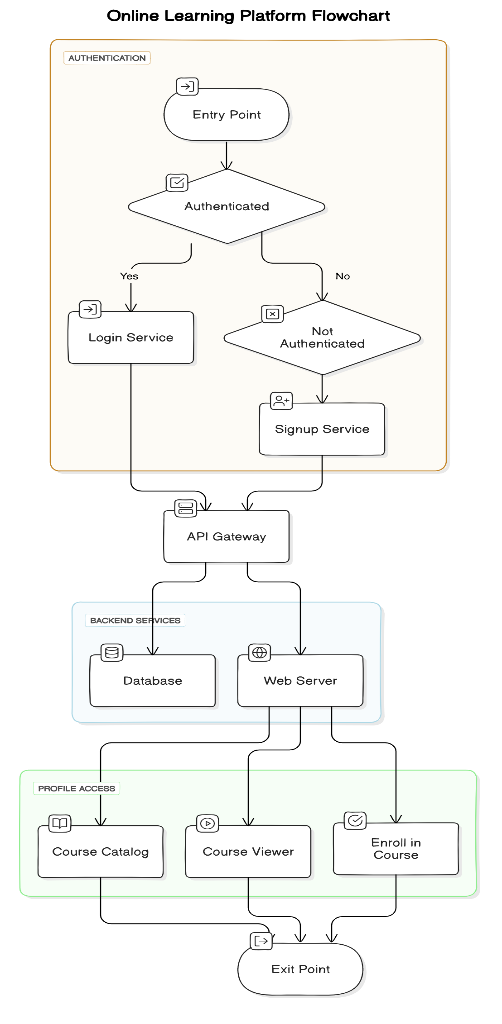 Online Learning Platform Flowchart
AUTHENTICATION
Entry Point
Authenticated
Yes
No
Login Service
Not
Authenticated
Signup Service
API Gateway
BACKEND SERVICES
Database
Web Server
PROFILE ACCESS
Course Catalog
Course Viewer
Enroll in
Course
Exit Point